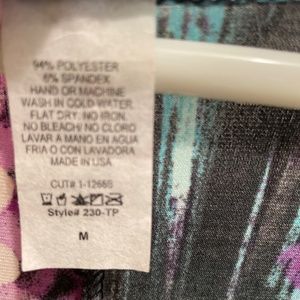 94% POLYESTER
6% SPANDEX
HAND OR MACHINE
WASH IN COLD WATER
FLAT DRY. NO IRON.
NO BLEACH/ NO CLORO
LAVAR A MANO EN AGUA
FRIA O CON LAVADORA
MADE IN USA
CUT# 1-1265S
Style# 230-TP
M